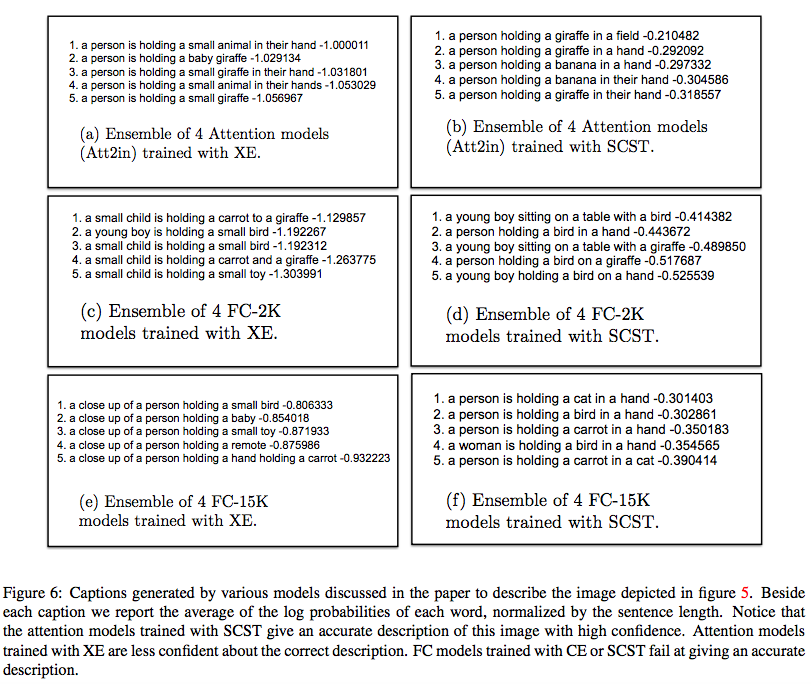 1. a person is holding a small animal in their hand -1.000011
2. a person is holding a baby giraffe -1.029134
3. a person is holding a small giraffe in their hand -1.031801
4. a person is holding a small animal in their hands -1.053029
5. a person is holding a small giraffe -1.056967
(a) Ensemble of 4 Attention models
(Att2in) trained with XE.
1. a person holding a giraffe in a field -0.210482
2. a person holding a giraffe in a hand -0.292092
3. a person holding a banana in a hand -0.297332
4. a person holding a banana in their hand -0.304586
5. a person holding a giraffe in their hand -0.318557
(b) Ensemble of 4 Attention models
(Att2in) trained with SCST.
1. a small child is holding a carrot to a giraffe -1.129857
2. a young boy is holding a small bird -1.192267
3. a small child is holding a small bird -1.192312
4. a small child is holding a carrot and a giraffe -1.263775
5. a small child is holding a small toy -1.303991
(c) Ensemble of 4 FC-2K
models trained with XE.
1. a young boy sitting on a table with a bird -0.414382
2. a person holding a bird in a hand -0.443672
3. a young boy sitting on a table with a giraffe -0.489850
4. a person holding a bird on a giraffe -0.517687
5. a young boy holding a bird on a hand -0.525539
(d) Ensemble of 4 FC-2K
models trained with SCST.
1. a close up of a person holding a small bird -0.806333
2. a close up of a person holding a baby -0.854018
3. a close up of a person holding a small toy -0.871933
4. a close up of a person holding a remote -0.875986
5. a close up of a person holding a hand holding a carrot -0.932223
(e) Ensemble of 4 FC-15K
models trained with XE.
1. a person is holding a cat in a hand -0.301403
2. a person is holding a bird in a hand -0.302861
3. a person is holding a carrot in a hand -0.350183
4. a woman is holding a bird in a hand -0.354565
5. a person is holding a carrot in a cat -0.390414
(f) Ensemble of 4 FC-15K
models trained with SCST.
Figure 6: Captions generated by various models discussed in the paper to describe the image depicted in figure 5. Beside
each caption we report the average of the log probabilities of each word, normalized by the sentence length. Notice that
the attention models trained with SCST give an accurate description of this image with high confidence. Attention models
trained with XE are less confident about the correct description. FC models trained with CE or SCST fail at giving an accurate
description.